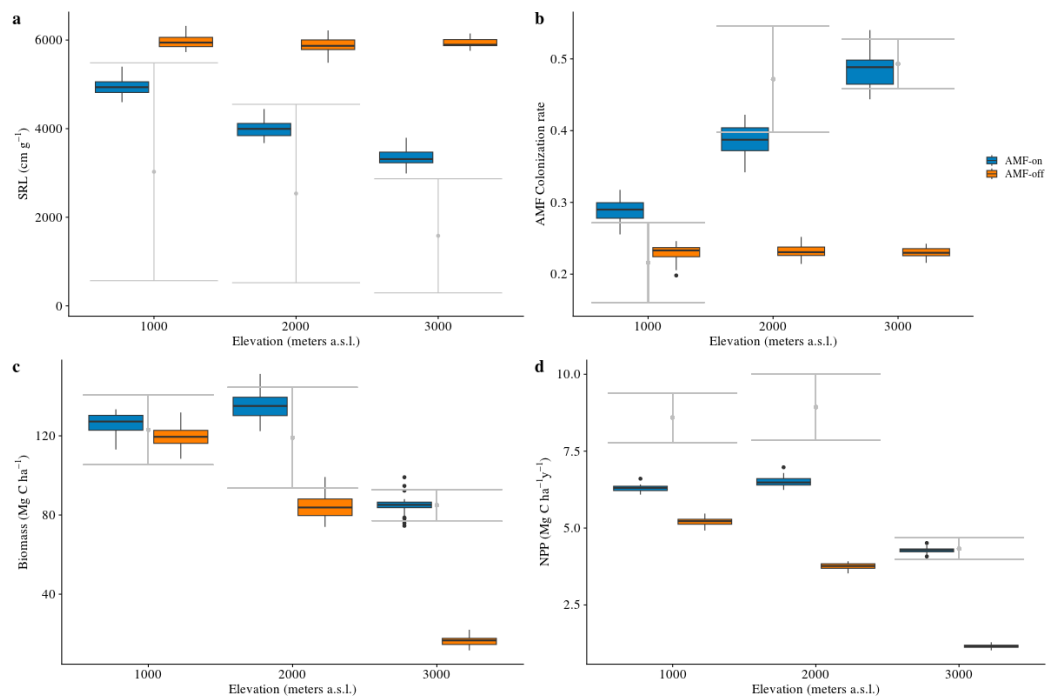 a
6000
4000
2000
0
SRL (cm g⁻¹)
1000 2000 3000
Elevation (meters a.s.l.)
b
0.5
0.4
0.3
0.2
AMF Colonization rate
1000 2000 3000
Elevation (meters a.s.l.)
AMF-on
AMF-off
c
120
80
40
Biomass (Mg C ha⁻¹)
1000 2000 3000
Elevation (meters a.s.l.)
d
10.0
7.5
5.0
2.5
NPP (Mg C ha⁻¹y⁻¹)
1000 2000 3000
Elevation (meters a.s.l.)